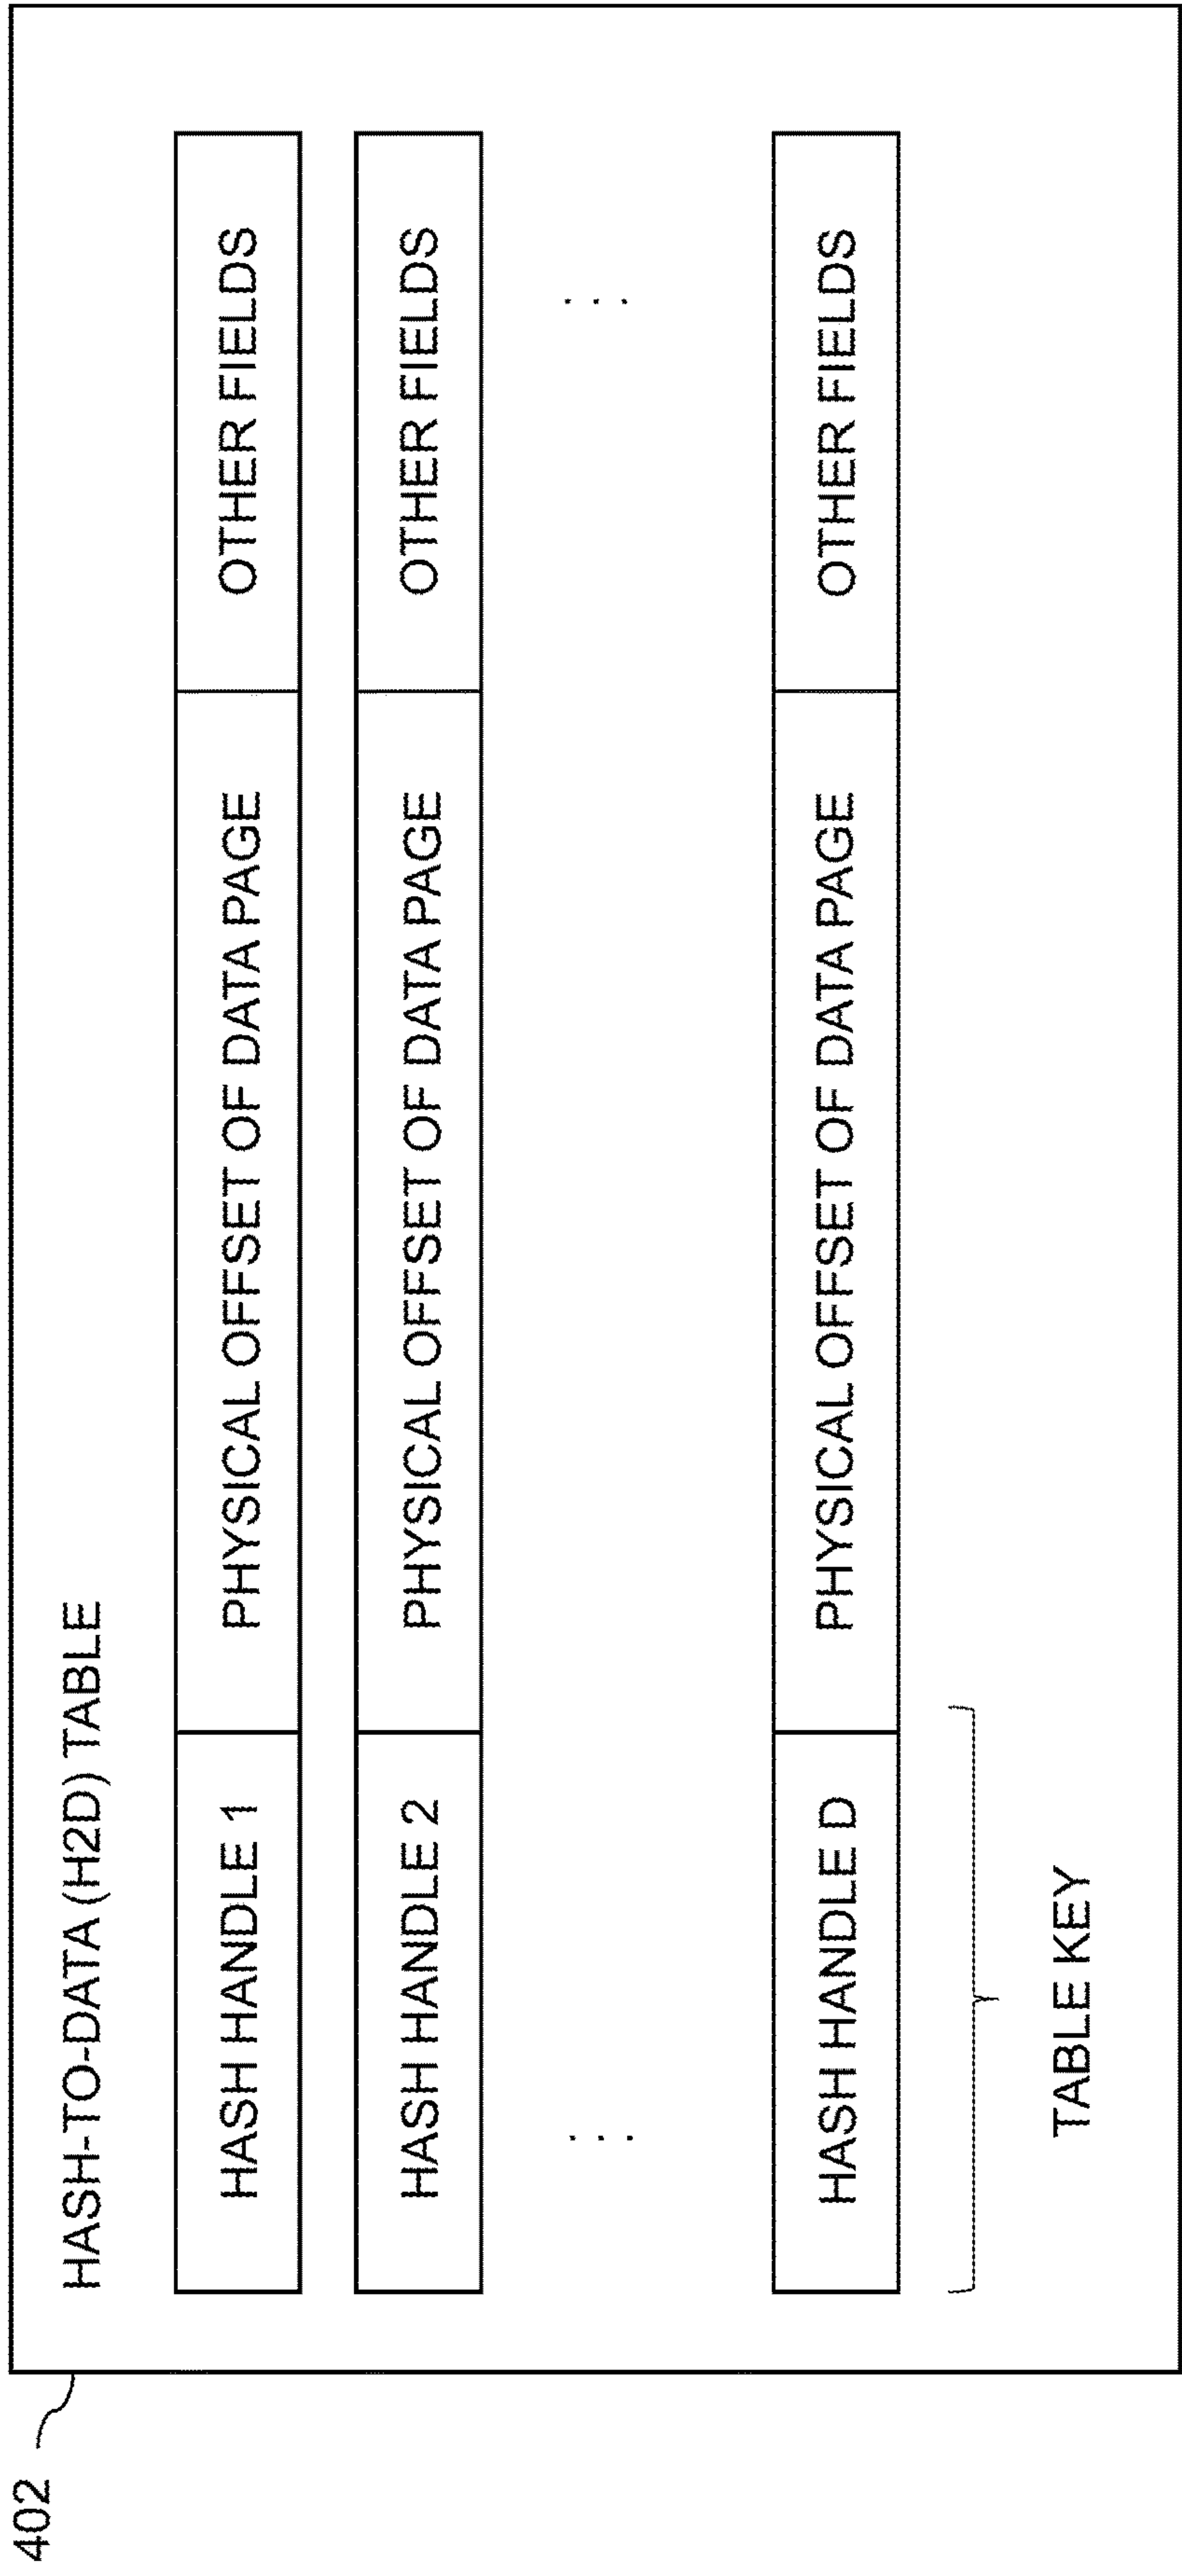 402
HASH-TO-DATA (H2D) TABLE
HASH HANDLE 1 PHYSICAL OFFSET OF DATA PAGE OTHER FIELDS
HASH HANDLE 2 PHYSICAL OFFSET OF DATA PAGE OTHER FIELDS
. . . . . .
HASH HANDLE D PHYSICAL OFFSET OF DATA PAGE OTHER FIELDS
TABLE KEY